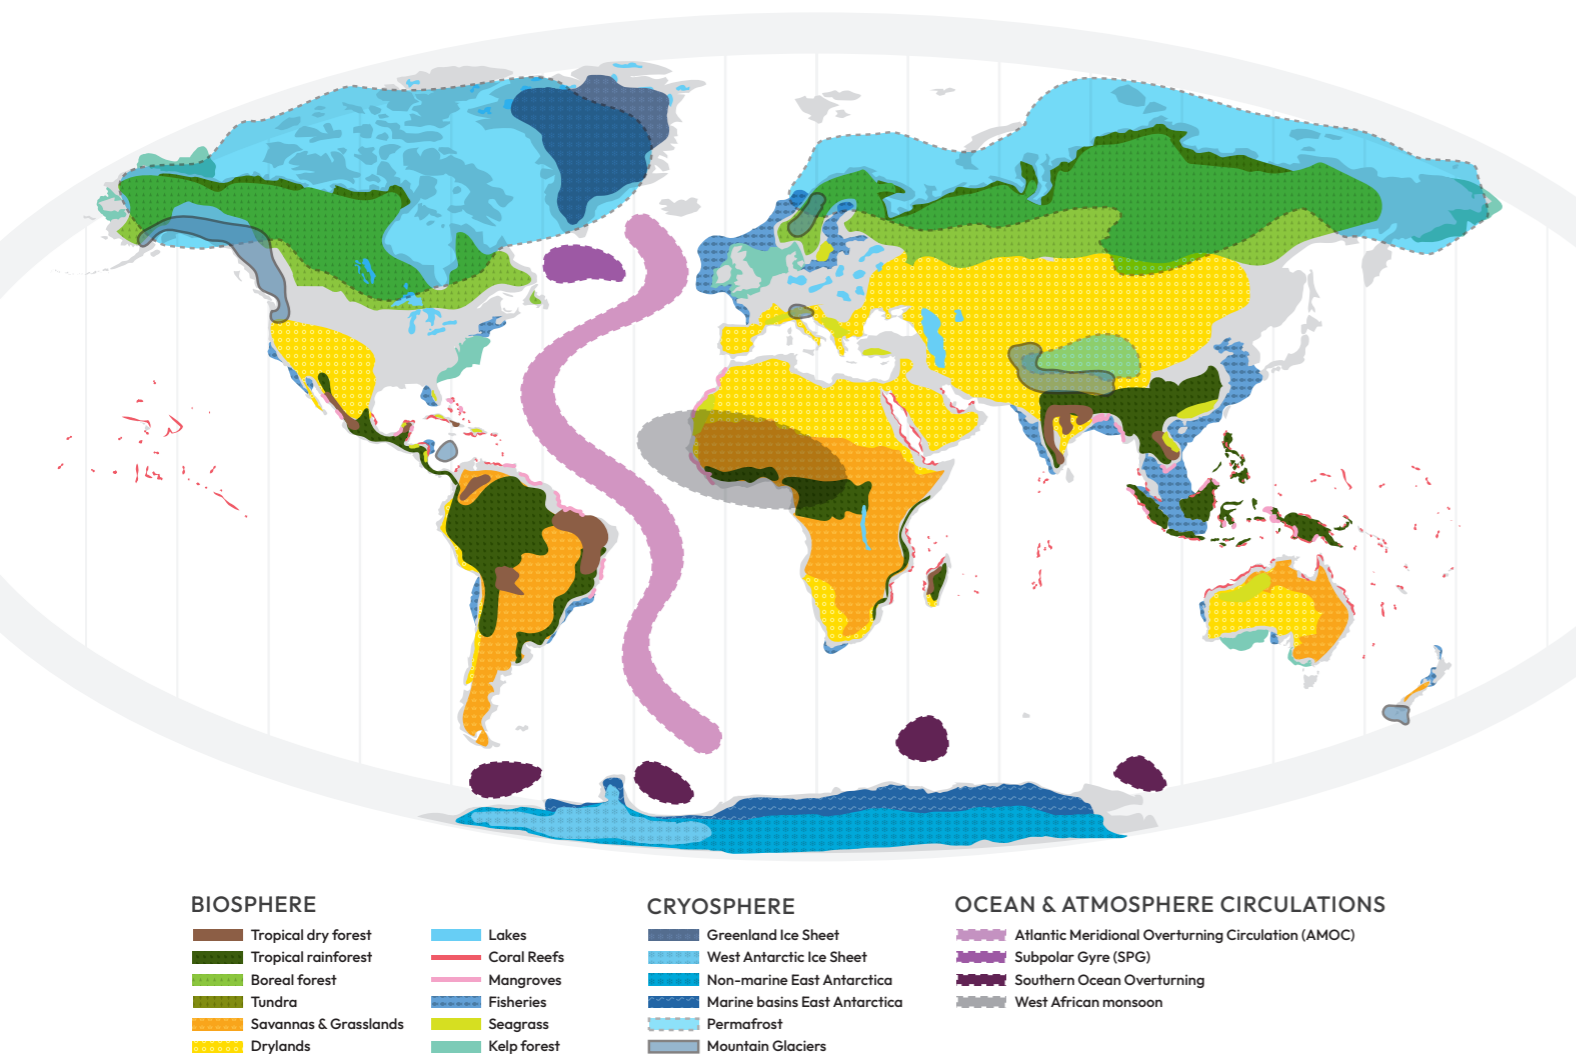 BIOSPHERE
Tropical dry forest
Tropical rainforest
Boreal forest
Tundra
Savannas & Grasslands
Drylands
Lakes
Coral Reefs
Mangroves
Fisheries
Seagrass
Kelp forest
CRYOSPHERE
Greenland Ice Sheet
West Antarctic Ice Sheet
Non-marine East Antarctica
Marine basins East Antarctica
Permafrost
Mountain Glaciers
OCEAN & ATMOSPHERE CIRCULATIONS
Atlantic Meridional Overturning Circulation (AMOC)
Subpolar Gyre (SPG)
Southern Ocean Overturning
West African monsoon